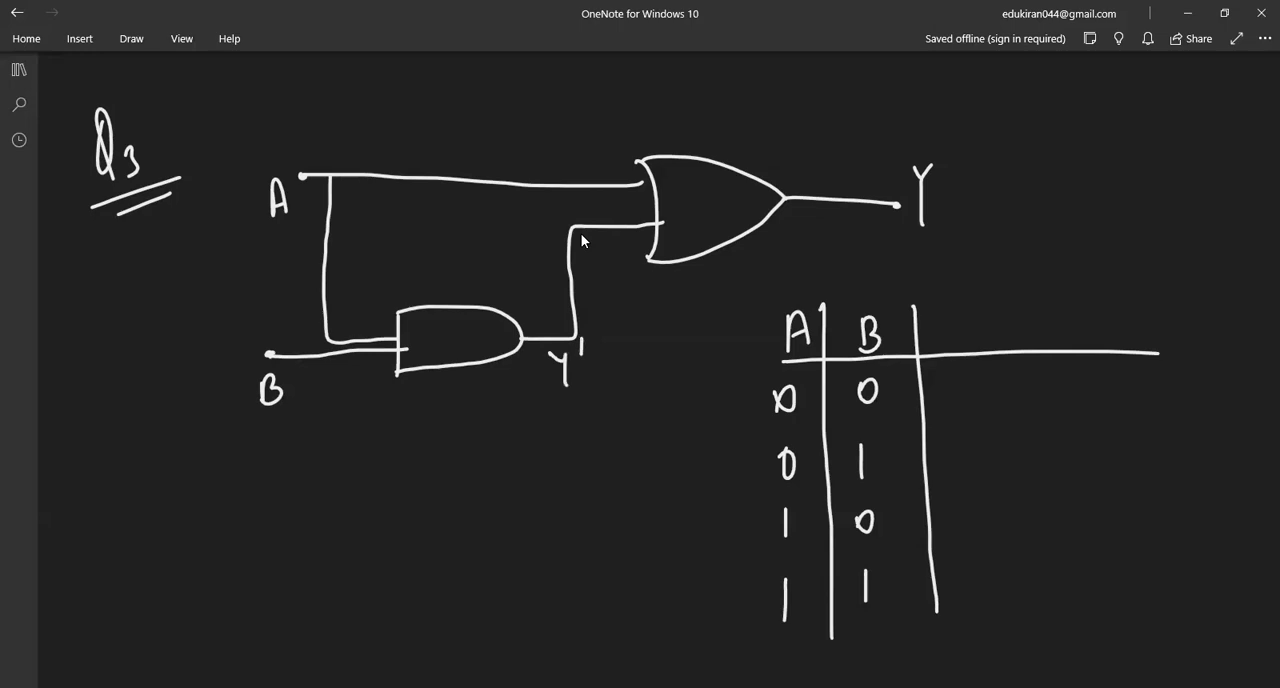 OneNote for Windows 10
edukiran044@gmail.com
Home Insert Draw View Help
Saved offline (sign in required)
Share
Q3
A
Y
B
Y'
A B
0 0
0 1
1 0
1 1